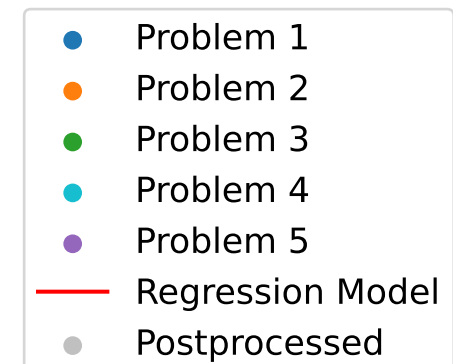 Problem 1
Problem 2
Problem 3
Problem 4
Problem 5
Regression Model
Postprocessed